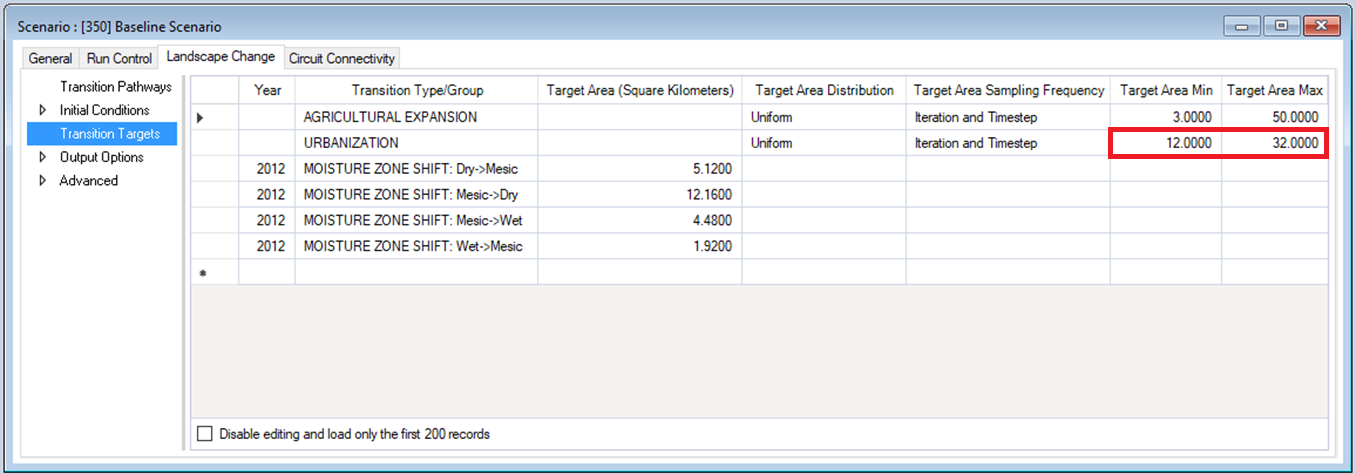 Scenario : [350] Baseline Scenario
General Run Control Landscape Change Circuit Connectivity
Transition Pathways
Initial Conditions
Transition Targets
Output Options
Advanced
Year Transition Type/Group Target Area (Square Kilometers) Target Area Distribution Target Area Sampling Frequency Target Area Min Target Area Max
AGRICULTURAL EXPANSION Uniform Iteration and Timestep 3.0000 50.0000
URBANIZATION Uniform Iteration and Timestep 12.0000 32.0000
2012 MOISTURE ZONE SHIFT: Dry->Mesic 5.1200
2012 MOISTURE ZONE SHIFT: Mesic->Dry 12.1600
2012 MOISTURE ZONE SHIFT: Mesic->Wet 4.4800
2012 MOISTURE ZONE SHIFT: Wet->Mesic 1.9200
*
Disable editing and load only the first 200 records